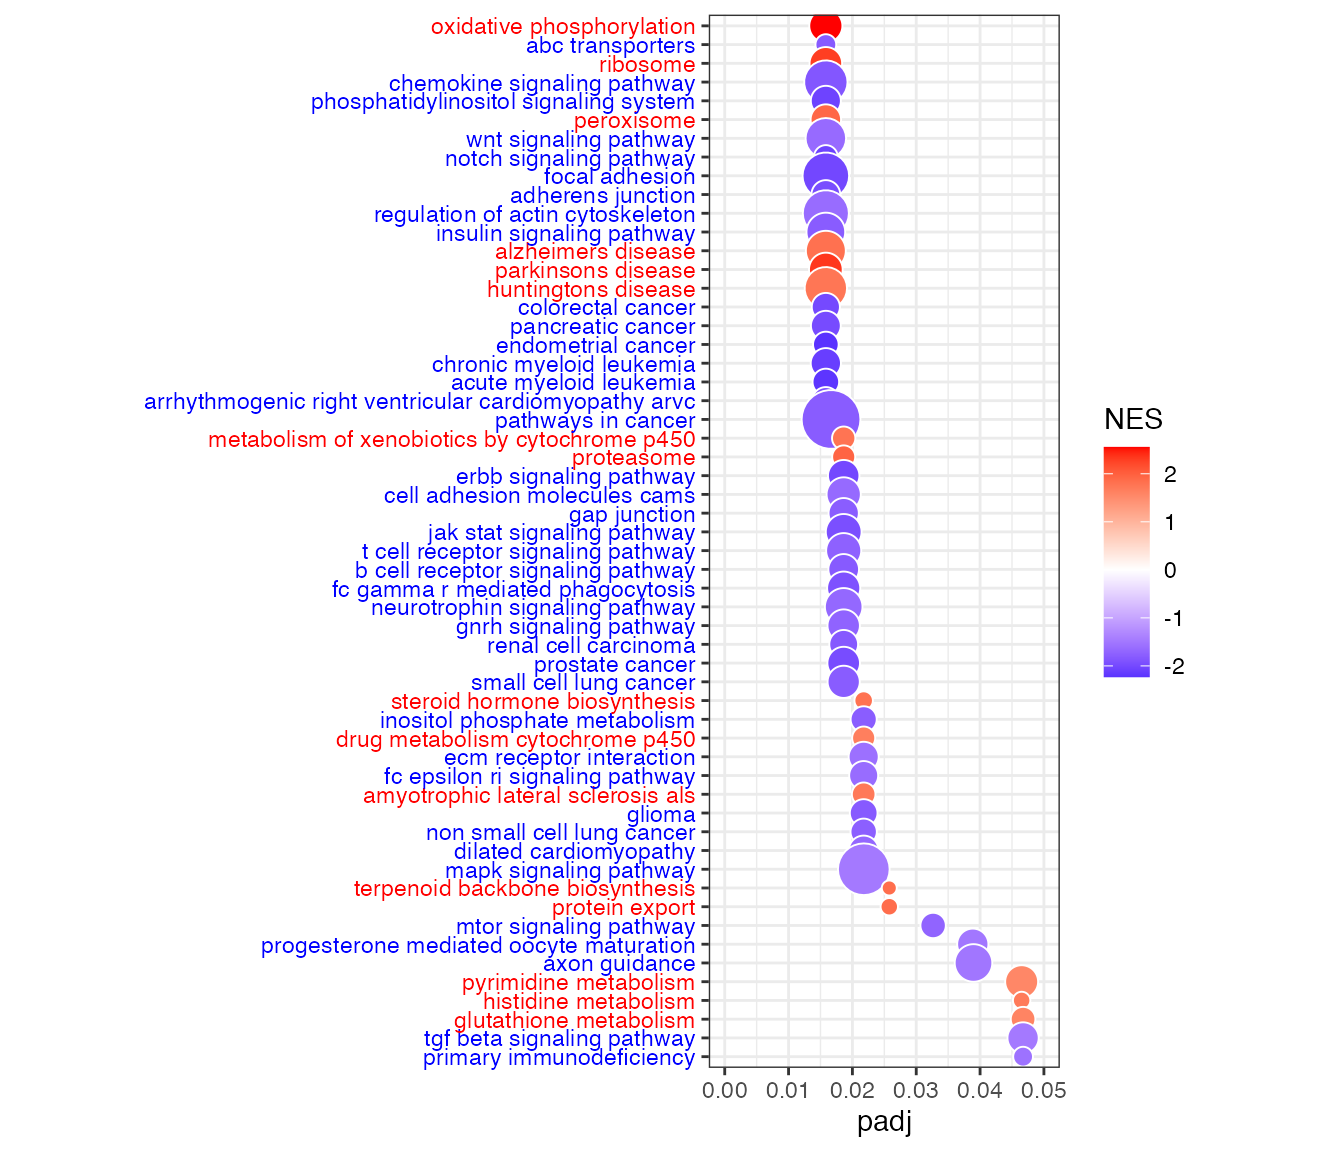 oxidative phosphorylation
abc transporters
ribosome
chemokine signaling pathway
phosphatidylinositol signaling system
peroxisome
wnt signaling pathway
notch signaling pathway
focal adhesion
adherens junction
regulation of actin cytoskeleton
insulin signaling pathway
alzheimers disease
parkinsons disease
huntingtons disease
colorectal cancer
pancreatic cancer
endometrial cancer
chronic myeloid leukemia
acute myeloid leukemia
arrhythmogenic right ventricular cardiomyopathy arvc
pathways in cancer
metabolism of xenobiotics by cytochrome p450
proteasome
erbb signaling pathway
cell adhesion molecules cams
gap junction
jak stat signaling pathway
t cell receptor signaling pathway
b cell receptor signaling pathway
fc gamma r mediated phagocytosis
neurotrophin signaling pathway
gnrh signaling pathway
renal cell carcinoma
prostate cancer
small cell lung cancer
steroid hormone biosynthesis
inositol phosphate metabolism
drug metabolism cytochrome p450
ecm receptor interaction
fc epsilon ri signaling pathway
amyotrophic lateral sclerosis als
glioma
non small cell lung cancer
dilated cardiomyopathy
mapk signaling pathway
terpenoid backbone biosynthesis
protein export
mtor signaling pathway
progesterone mediated oocyte maturation
axon guidance
pyrimidine metabolism
histidine metabolism
glutathione metabolism
tgf beta signaling pathway
primary immunodeficiency
0.00 0.01 0.02 0.03 0.04 0.05
padj
NES
2
1
0
-1
-2